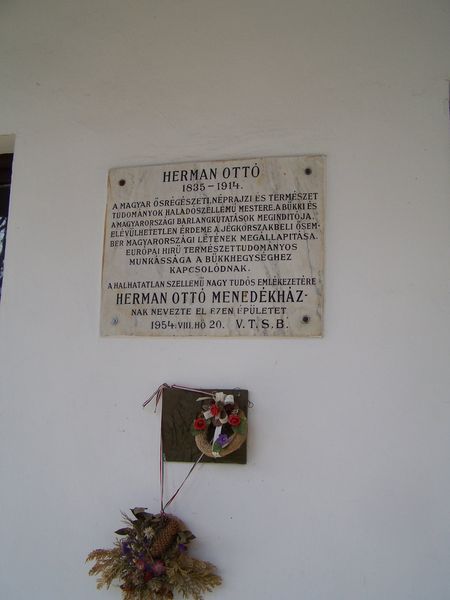 HERMAN OTTÓ
1835 - 1914.
A MAGYAR ŐSRÉGÉSZETI, NÉPRAJZI ÉS TERMÉSZET
TUDOMÁNYOK HALADÓSZELLEMŰ MESTERE. A BÜKKI ÉS
A MAGYARORSZÁGI BARLANGKUTATÁSOK MEGINDÍTÓJA.
ELÉVÜLHETETLEN ÉRDEME A JÉGKORSZAKBELI ŐSEM-
BER MAGYARORSZÁGI LÉTÉNEK MEGÁLLAPÍTÁSA.
EURÓPAI HIRŰ TERMÉSZETTUDOMÁNYOS
MUNKÁSSÁGA A BÜKKHEGYSÉGHEZ
KAPCSOLÓDNAK.
A HALHATATLAN SZELLEMŰ NAGY TUDÓS EMLÉKEZETÉRE
HERMAN OTTÓ MENEDÉKHÁZ-
NAK NEVEZTE EL EZEN ÉPÜLETET
1954. VIII. HÓ 20. V.T.S.B.